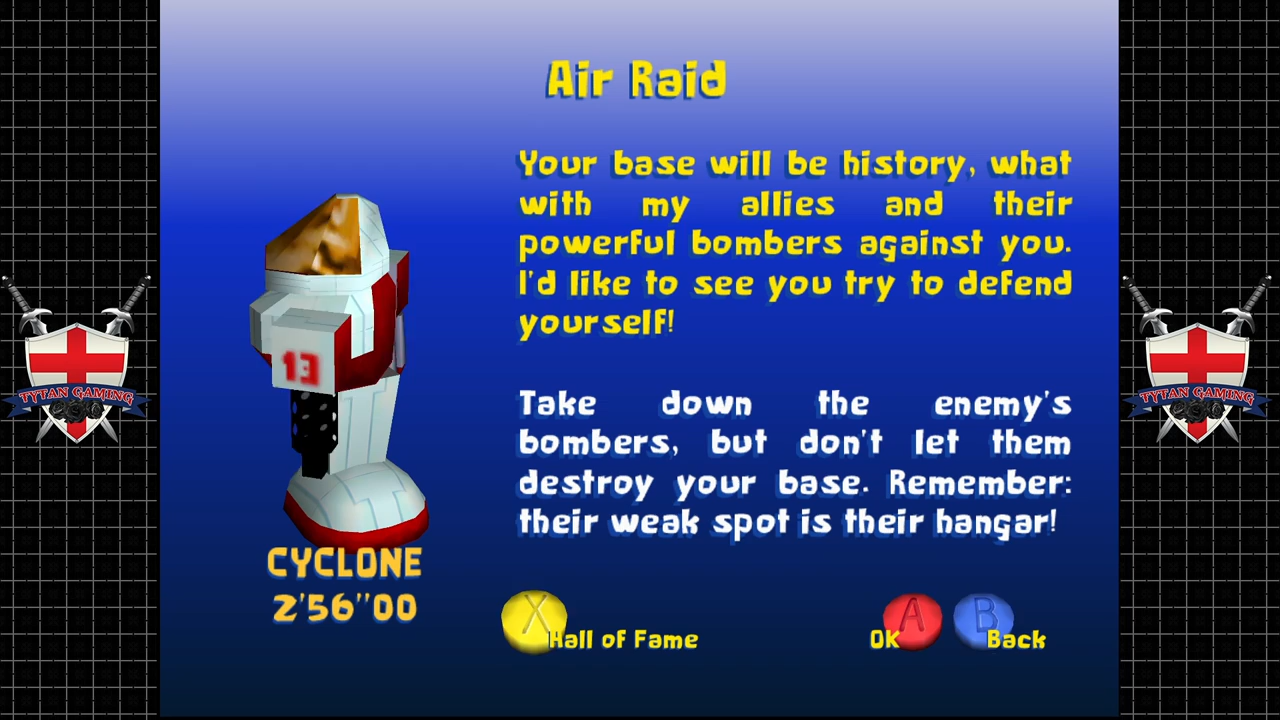 Air Raid
Your base will be history, what
with my allies and their
powerful bombers against you.
I'd like to see you try to defend
yourself!
Take down the enemy's
bombers, but don't let them
destroy your base. Remember:
their weak spot is their hangar!
13
CYCLONE
2'56"00
X
Hall of Fame
A
OK
B
Back
TYTAN GAMING
TYTAN GAMING